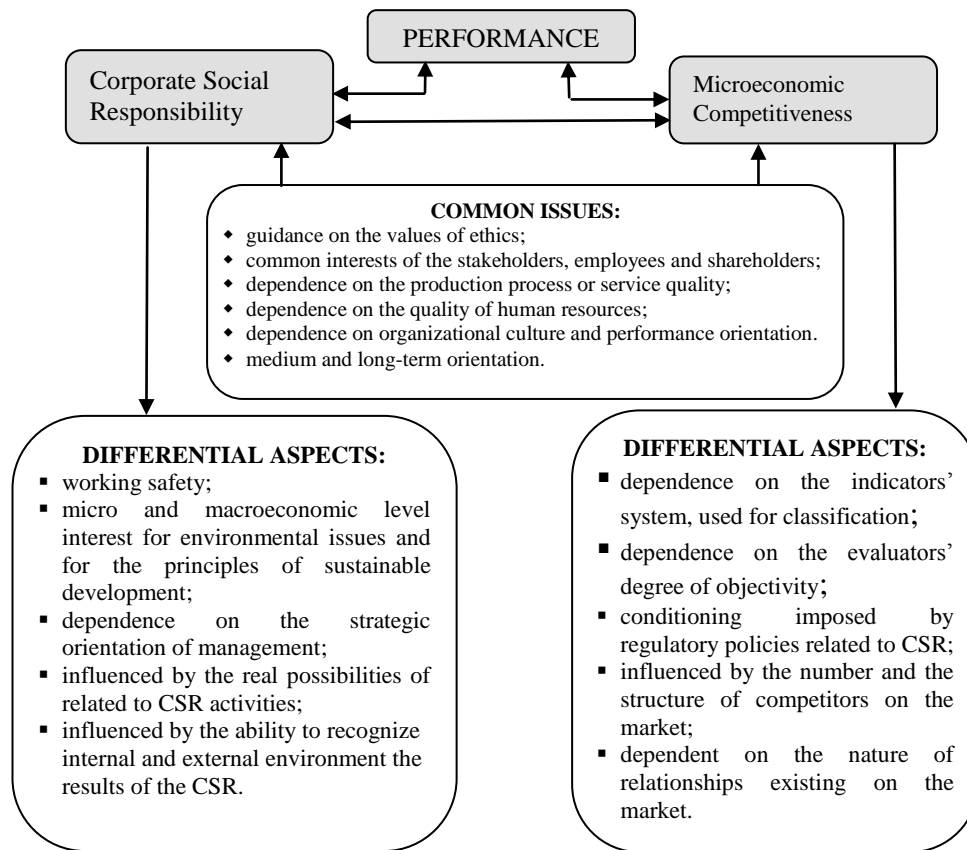 PERFORMANCE
Corporate Social
Responsibility
Microeconomic
Competitiveness
COMMON ISSUES:
◆ guidance on the values of ethics;
◆ common interests of the stakeholders, employees and shareholders;
◆ dependence on the production process or service quality;
◆ dependence on the quality of human resources;
◆ dependence on organizational culture and performance orientation.
◆ medium and long-term orientation.
DIFFERENTIAL ASPECTS:
▪ working safety;
▪ micro and macroeconomic level
interest for environmental issues and
for the principles of sustainable
development;
▪ dependence on the strategic
orientation of management;
▪ influenced by the real possibilities of
related to CSR activities;
▪ influenced by the ability to recognize
internal and external environment the
results of the CSR.
DIFFERENTIAL ASPECTS:
▪ dependence on the indicators’
system, used for classification;
▪ dependence on the evaluators’
degree of objectivity;
▪ conditioning imposed by
regulatory policies related to CSR;
▪ influenced by the number and the
structure of competitors on the
market;
▪ dependent on the nature of
relationships existing on the
market.